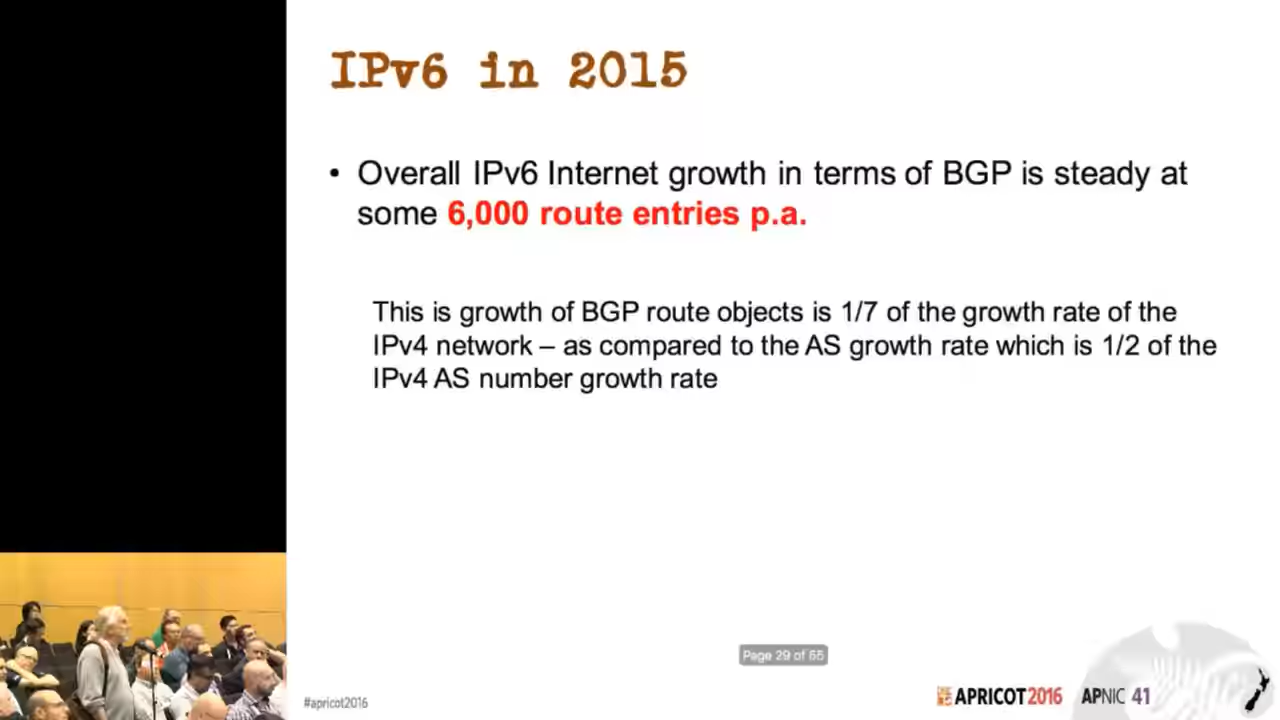 IPv6 in 2015
• Overall IPv6 Internet growth in terms of BGP is steady at
some 6,000 route entries p.a.
This is growth of BGP route objects is 1/7 of the growth rate of the
IPv4 network – as compared to the AS growth rate which is 1/2 of the
IPv4 AS number growth rate
Page 29 of 55
#apricot2016
APRICOT 2016
APNIC 41